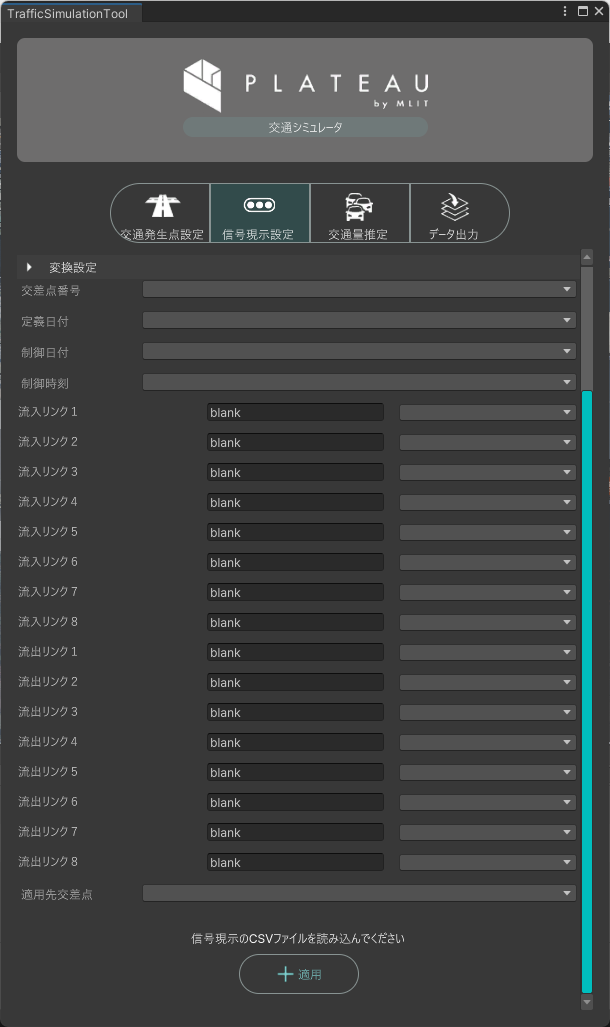 TrafficSimulationTool
PLATEAU
by MLIT
交通シミュレータ
交通発生点設定
信号現示設定
交通量推定
データ出力
変換設定
交差点番号
定義日付
制御日付
制御時刻
流入リンク1 blank
流入リンク2 blank
流入リンク3 blank
流入リンク4 blank
流入リンク5 blank
流入リンク6 blank
流入リンク7 blank
流入リンク8 blank
流出リンク1 blank
流出リンク2 blank
流出リンク3 blank
流出リンク4 blank
流出リンク5 blank
流出リンク6 blank
流出リンク7 blank
流出リンク8 blank
適用先交差点
信号現示のCSVファイルを読み込んでください
適用